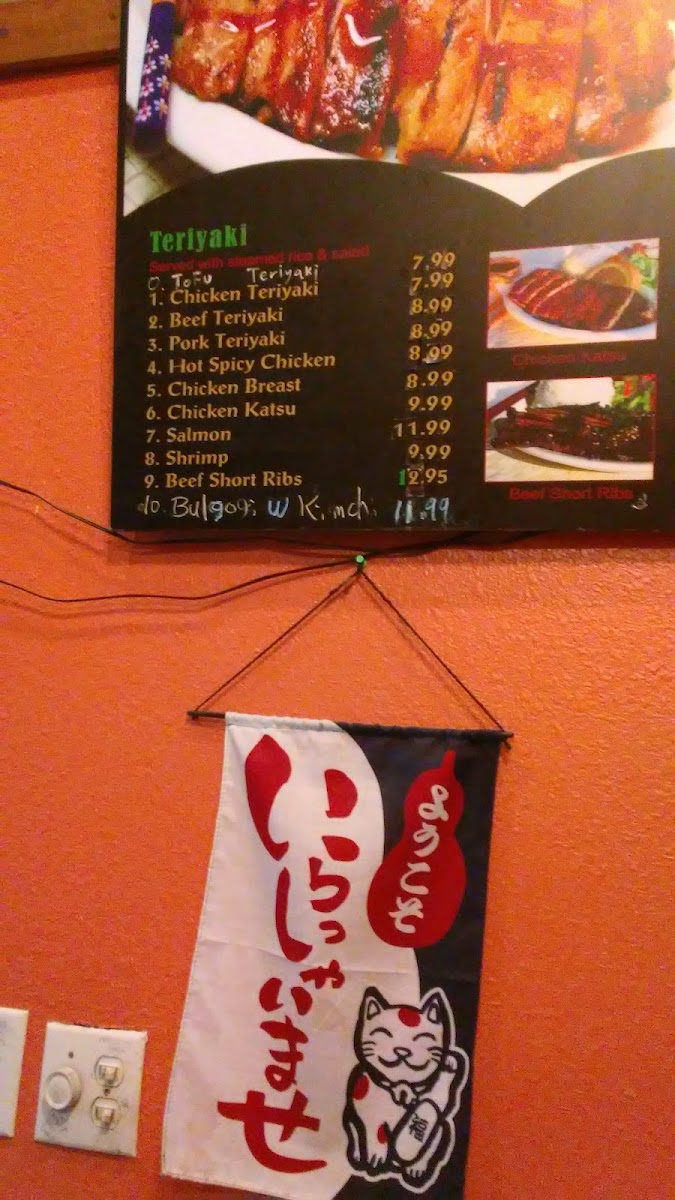 Teriyaki
Served with steamed rice & salad
0. Tofu Teriyaki 7.99
1. Chicken Teriyaki 7.99
2. Beef Teriyaki 8.99
3. Pork Teriyaki 8.99
4. Hot Spicy Chicken 8.99
5. Chicken Breast 8.99
6. Chicken Katsu 9.99
7. Salmon 11.99
8. Shrimp 9.99
9. Beef Short Ribs 12.95
10. Bulgogi W Kimchi 11.99
Chicken Katsu
Beef Short Ribs
ようこそ
いらっしゃいませ
福